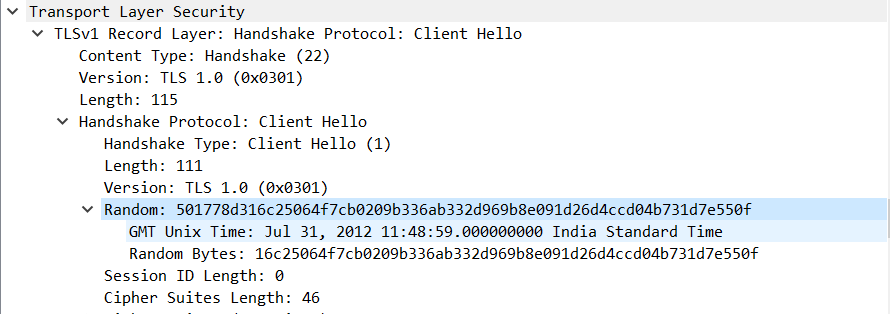 Transport Layer Security
TLSv1 Record Layer: Handshake Protocol: Client Hello
Content Type: Handshake (22)
Version: TLS 1.0 (0x0301)
Length: 115
Handshake Protocol: Client Hello
Handshake Type: Client Hello (1)
Length: 111
Version: TLS 1.0 (0x0301)
Random: 501778d316c25064f7cb0209b336ab332d969b8e091d26d4ccd04b731d7e550f
GMT Unix Time: Jul 31, 2012 11:48:59.000000000 India Standard Time
Random Bytes: 16c25064f7cb0209b336ab332d969b8e091d26d4ccd04b731d7e550f
Session ID Length: 0
Cipher Suites Length: 46